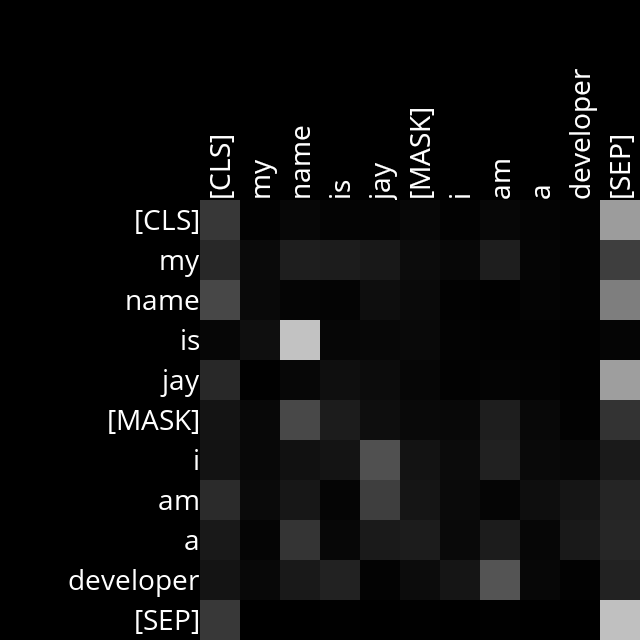 [CLS]
my
name
is
jay
[MASK]
i
am
a
developer
[SEP]
[CLS]
my
name
is
jay
[MASK]
i
am
a
developer
[SEP]